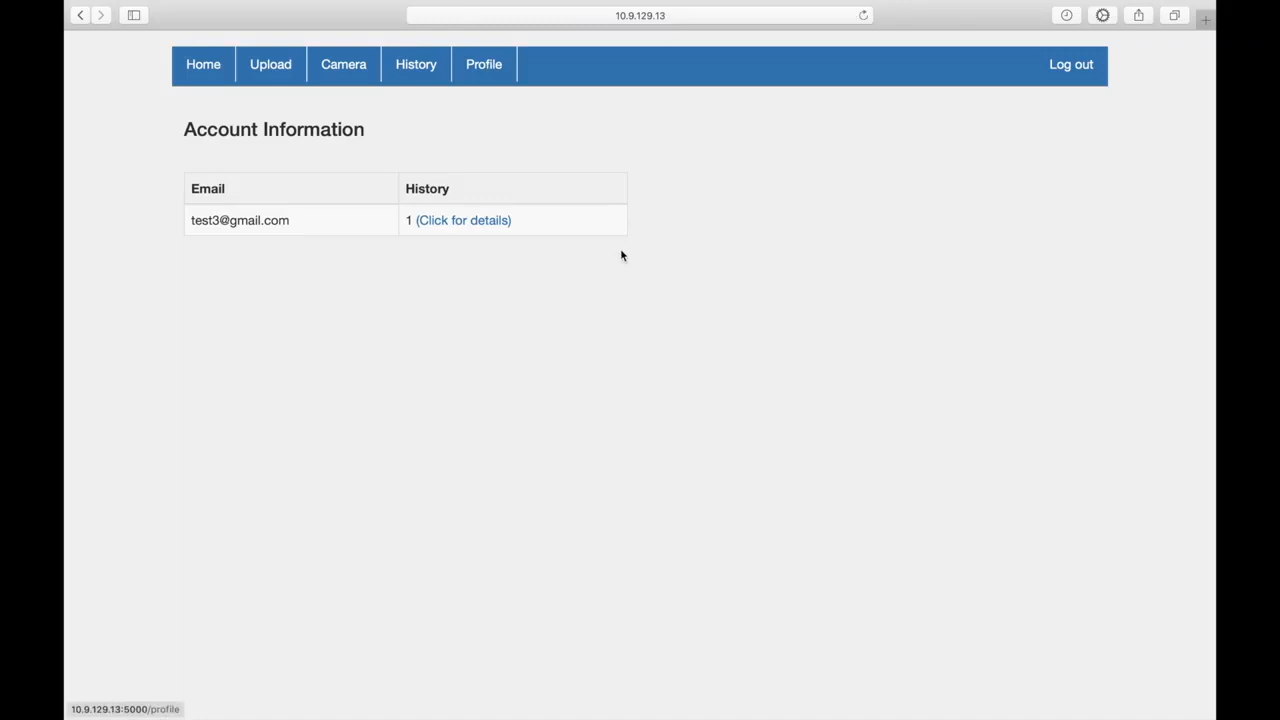 10.9.129.13
Home Upload Camera History Profile Log out
Account Information
Email History
test3@gmail.com 1 (Click for details)
10.9.129.13:5000/profile